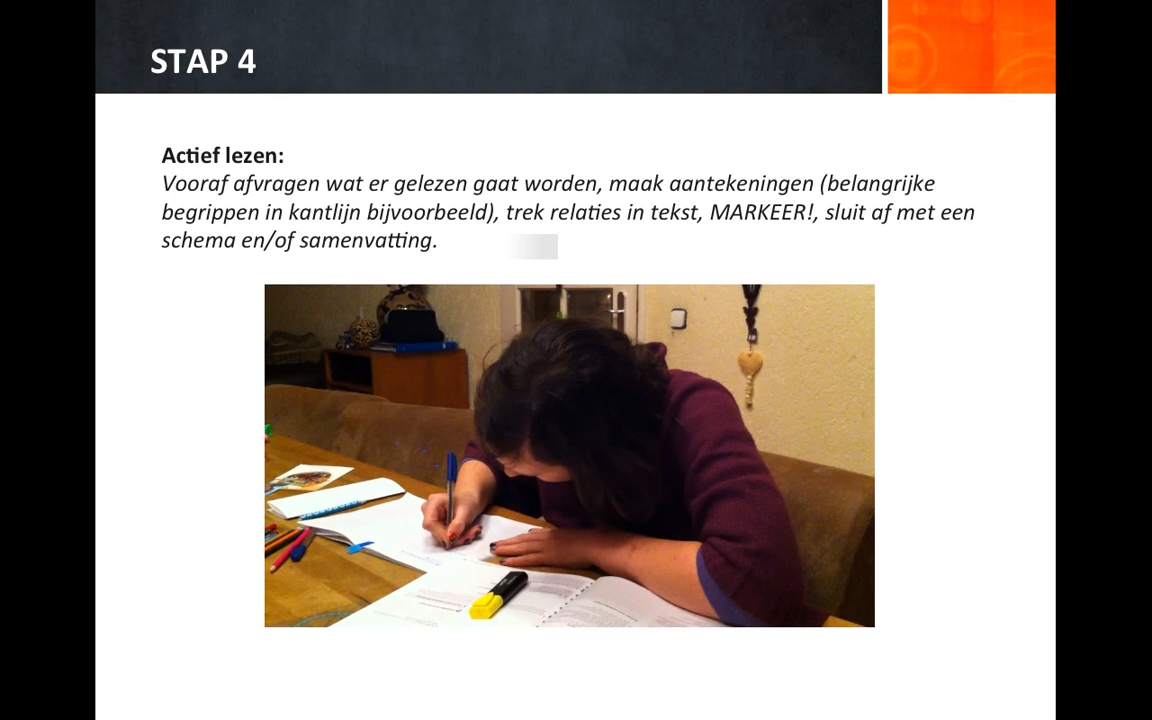 STAP 4
Actief lezen:
Vooraf afvragen wat er gelezen gaat worden, maak aantekeningen (belangrijke
begrippen in kantlijn bijvoorbeeld), trek relaties in tekst, MARKEER!, sluit af met een
schema en/of samenvatting.